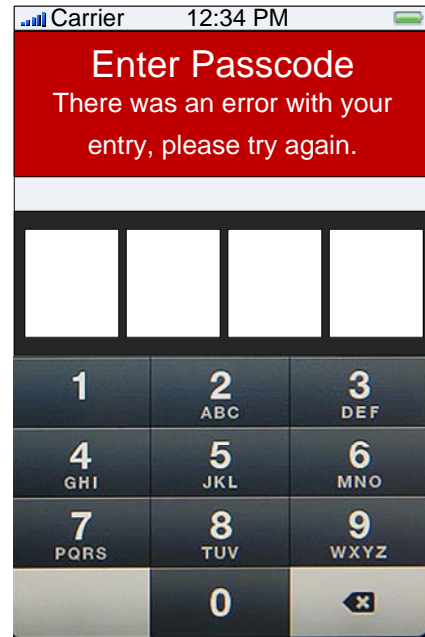 Carrier 12:34 PM
Enter Passcode
There was an error with your
entry, please try again.
1 2 3
ABC DEF
4 5 6
GHI JKL MNO
7 8 9
PQRS TUV WXYZ
0